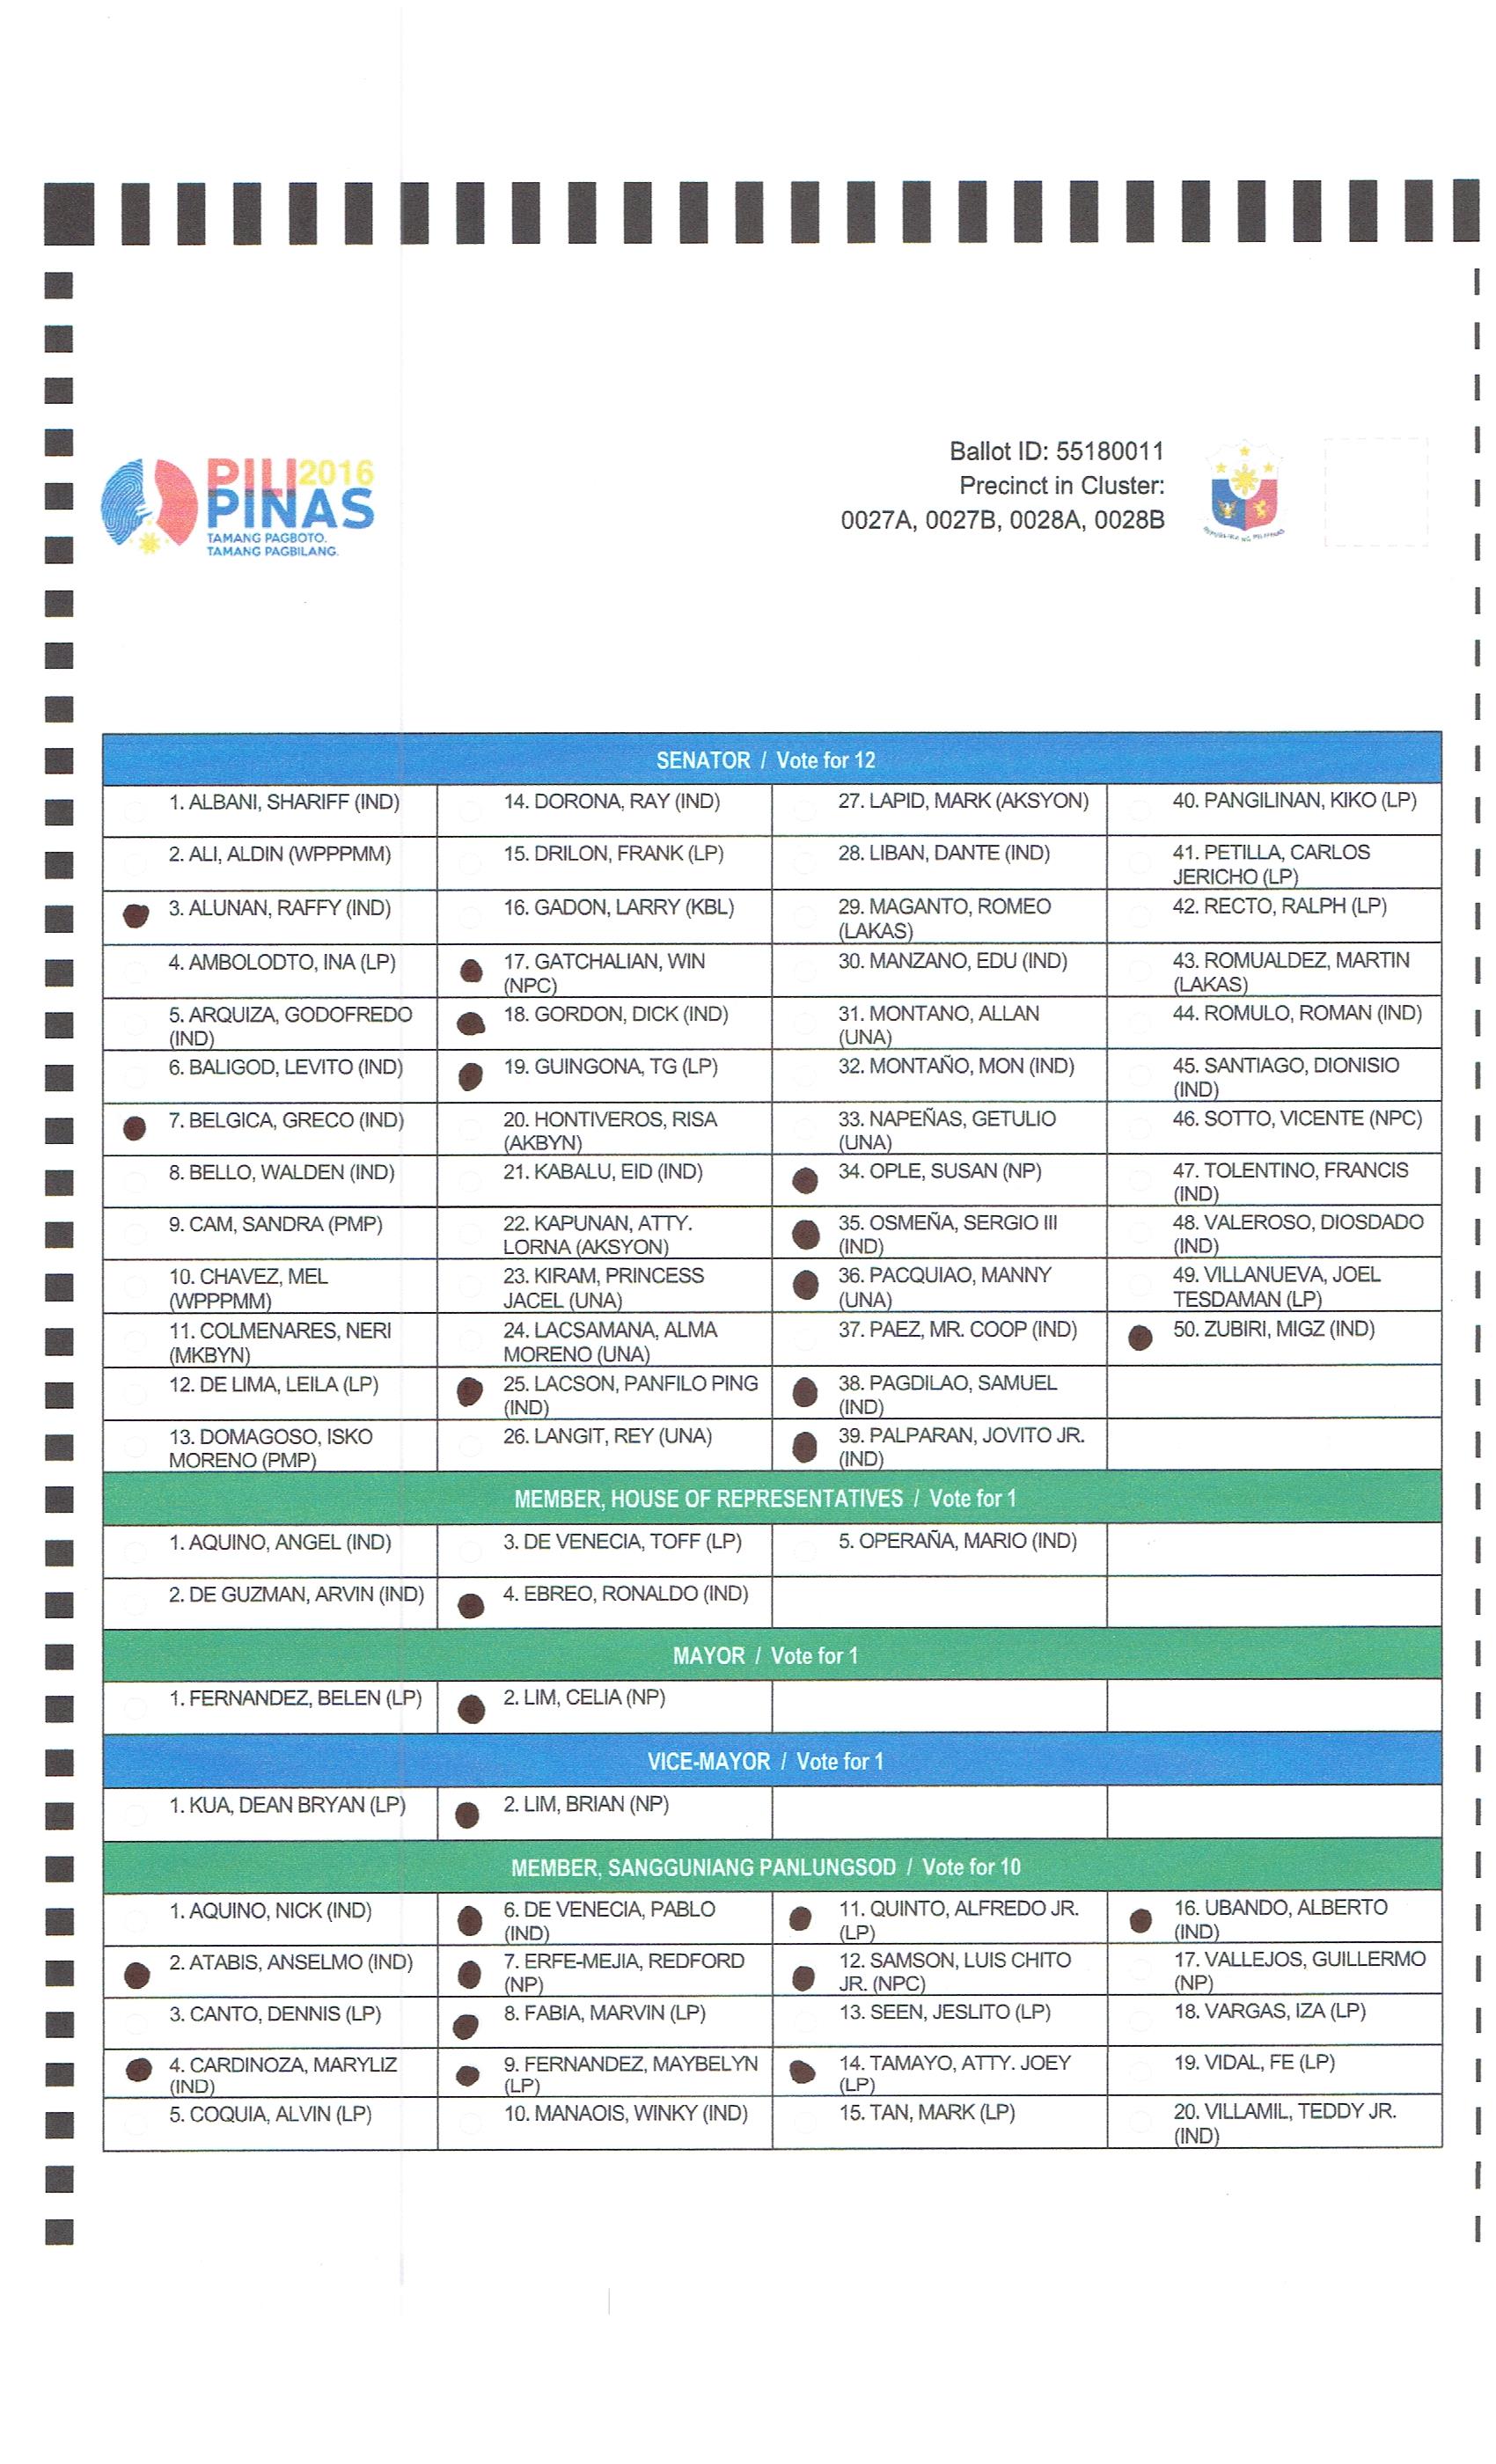 PILI2016
PINAS
TAMANG PAGBOTO.
TAMANG PAGBILANG.
Ballot ID: 55180011
Precinct in Cluster:
0027A, 0027B, 0028A, 0028B
REPUBLIKA NG PILIPINAS
SENATOR / Vote for 12
1. ALBANI, SHARIFF (IND)
2. ALI, ALDIN (WPPPMM)
3. ALUNAN, RAFFY (IND)
4. AMBOLODTO, INA (LP)
5. ARQUIZA, GODOFREDO
(IND)
6. BALIGOD, LEVITO (IND)
7. BELGICA, GRECO (IND)
8. BELLO, WALDEN (IND)
9. CAM, SANDRA (PMP)
10. CHAVEZ, MEL
(WPPPMM)
11. COLMENARES, NERI
(MKBYN)
12. DE LIMA, LEILA (LP)
13. DOMAGOSO, ISKO
MORENO (PMP)
14. DORONA, RAY (IND)
15. DRILON, FRANK (LP)
16. GADON, LARRY (KBL)
17. GATCHALIAN, WIN
(NPC)
18. GORDON, DICK (IND)
19. GUINGONA, TG (LP)
20. HONTIVEROS, RISA
(AKBYN)
21. KABALU, EID (IND)
22. KAPUNAN, ATTY.
LORNA (AKSYON)
23. KIRAM, PRINCESS
JACEL (UNA)
24. LACSAMANA, ALMA
MORENO (UNA)
25. LACSON, PANFILO PING
(IND)
26. LANGIT, REY (UNA)
27. LAPID, MARK (AKSYON)
28. LIBAN, DANTE (IND)
29. MAGANTO, ROMEO
(LAKAS)
30. MANZANO, EDU (IND)
31. MONTANO, ALLAN
(UNA)
32. MONTAÑO, MON (IND)
33. NAPEÑAS, GETULIO
(UNA)
34. OPLE, SUSAN (NP)
35. OSMEÑA, SERGIO III
(IND)
36. PACQUIAO, MANNY
(UNA)
37. PAEZ, MR. COOP (IND)
38. PAGDILAO, SAMUEL
(IND)
39. PALPARAN, JOVITO JR.
(IND)
40. PANGILINAN, KIKO (LP)
41. PETILLA, CARLOS
JERICHO (LP)
42. RECTO, RALPH (LP)
43. ROMUALDEZ, MARTIN
(LAKAS)
44. ROMULO, ROMAN (IND)
45. SANTIAGO, DIONISIO
(IND)
46. SOTTO, VICENTE (NPC)
47. TOLENTINO, FRANCIS
(IND)
48. VALEROSO, DIOSDADO
(IND)
49. VILLANUEVA, JOEL
TESDAMAN (LP)
50. ZUBIRI, MIGZ (IND)
MEMBER, HOUSE OF REPRESENTATIVES / Vote for 1
1. AQUINO, ANGEL (IND)
2. DE GUZMAN, ARVIN (IND)
3. DE VENECIA, TOFF (LP)
4. EBREO, RONALDO (IND)
5. OPERAÑA, MARIO (IND)
MAYOR / Vote for 1
1. FERNANDEZ, BELEN (LP)
2. LIM, CELIA (NP)
VICE-MAYOR / Vote for 1
1. KUA, DEAN BRYAN (LP)
2. LIM, BRIAN (NP)
MEMBER, SANGGUNIANG PANLUNGSOD / Vote for 10
1. AQUINO, NICK (IND)
2. ATABIS, ANSELMO (IND)
3. CANTO, DENNIS (LP)
4. CARDINOZA, MARYLIZ
(IND)
5. COQUIA, ALVIN (LP)
6. DE VENECIA, PABLO
(IND)
7. ERFE-MEJIA, REDFORD
(NP)
8. FABIA, MARVIN (LP)
9. FERNANDEZ, MAYBELYN
(LP)
10. MANAOIS, WINKY (IND)
11. QUINTO, ALFREDO JR.
(LP)
12. SAMSON, LUIS CHITO
JR. (NPC)
13. SEEN, JESLITO (LP)
14. TAMAYO, ATTY. JOEY
(LP)
15. TAN, MARK (LP)
16. UBANDO, ALBERTO
(IND)
17. VALLEJOS, GUILLERMO
(NP)
18. VARGAS, IZA (LP)
19. VIDAL, FE (LP)
20. VILLAMIL, TEDDY JR.
(IND)